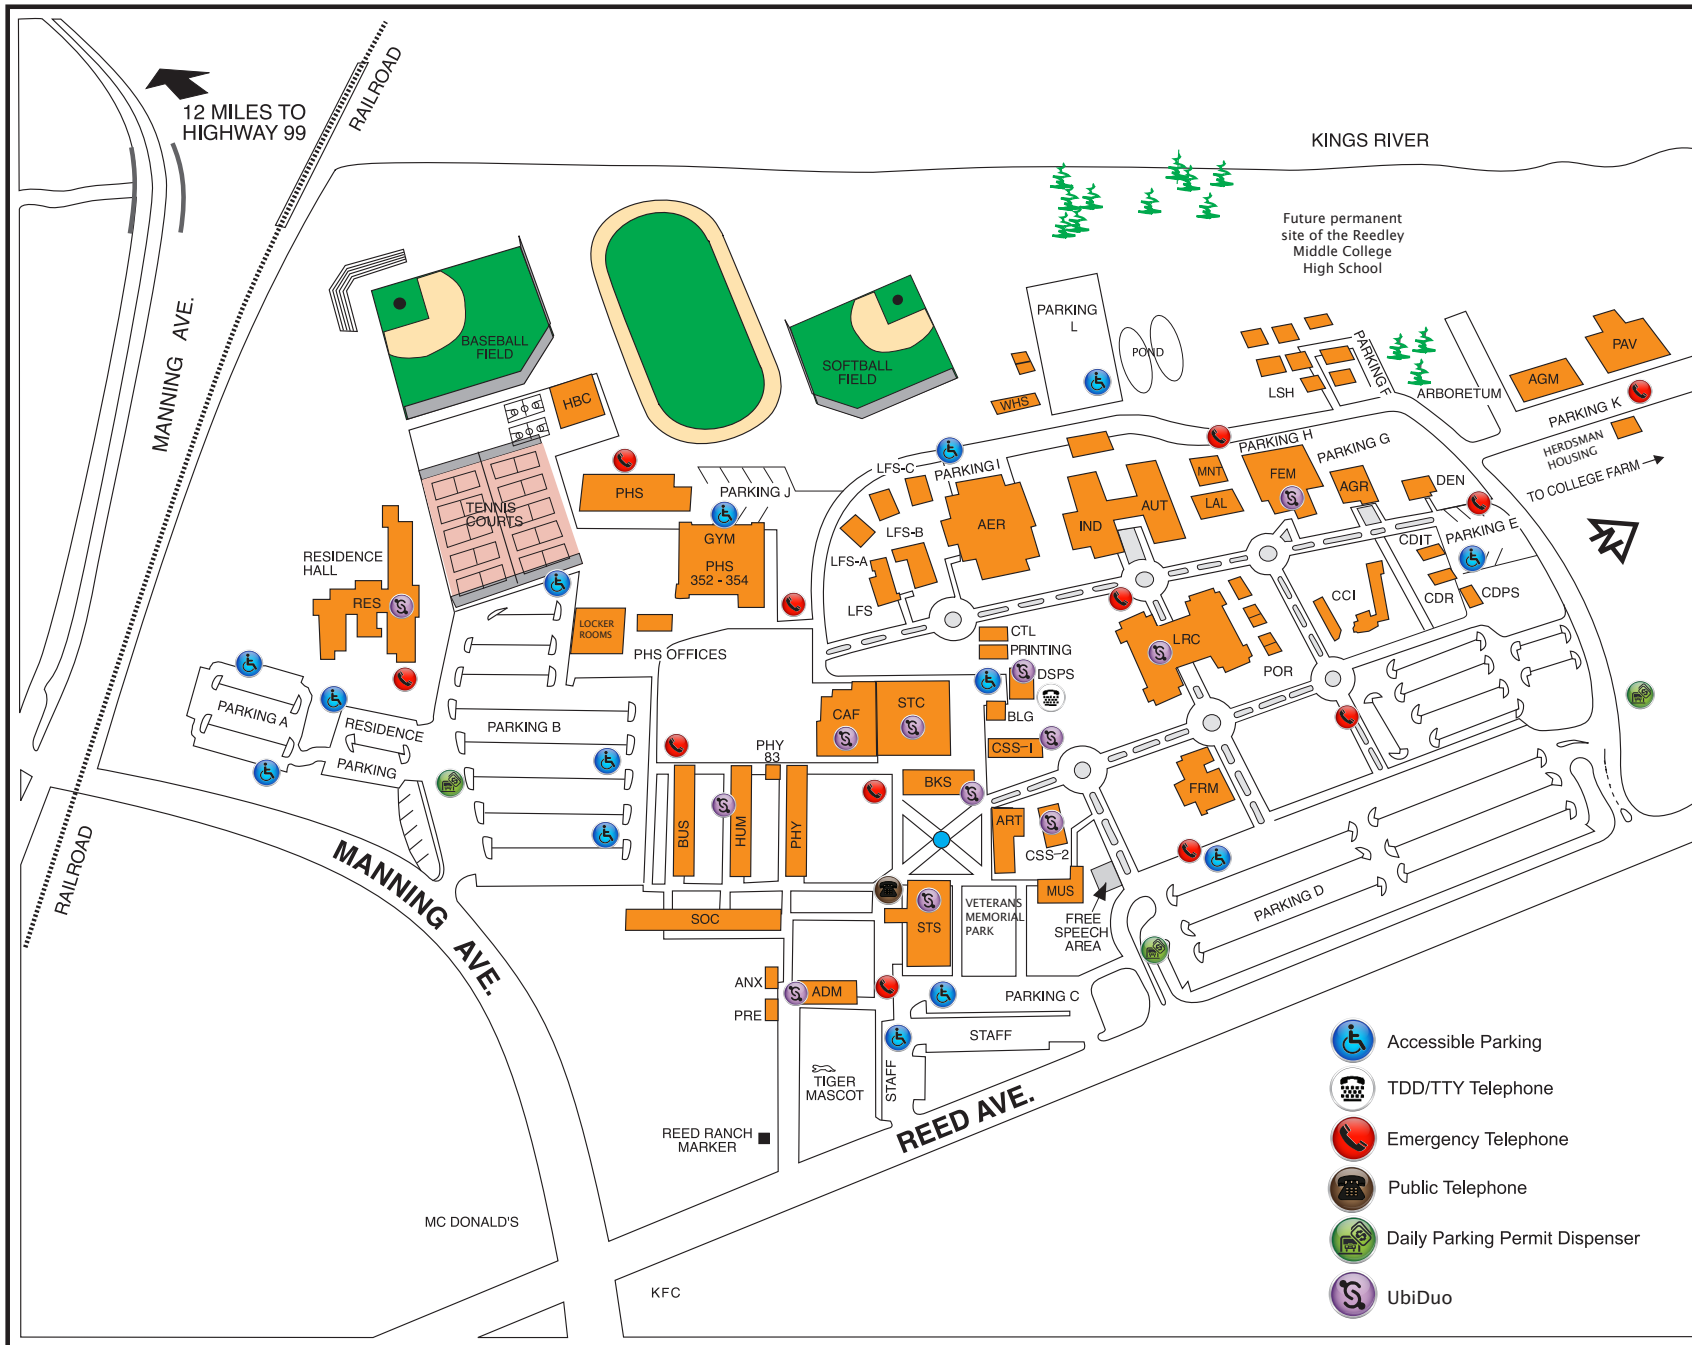 KINGS RIVER
RAILROAD
12 MILES TO
HIGHWAY 99
Future permanent
site of the Reedley
Middle College
High School
MANNING AVE.
PARKING
L
POND
BASEBALL
FIELD
SOFTBALL
FIELD
HBC
WHS
LSH
PARKING F
ARBORETUM
AGM
PAV
PARKING K
HERDSMAN
HOUSING
TO COLLEGE FARM
PHS
PARKING J
LFS-C
PARKING I
PARKING H
PARKING G
MNT
FEM
AGR
DEN
LAL
AUT
IND
AER
TENNIS
COURTS
GYM
PHS
352 - 354
LFS-B
LFS-A
LFS
PARKING E
CDIT
CDR
CDPS
CCI
RESIDENCE
HALL
RES
LOCKER
ROOMS
PHS OFFICES
CTL
PRINTING
DSPS
BLG
CSS-1
LRC
POR
PARKING A
RESIDENCE
PARKING
PARKING B
CAF
STC
PHY
83
BKS
FRM
BUS
HUM
PHY
ART
CSS-2
MUS
RAILROAD
MANNING AVE.
SOC
STS
VETERANS
MEMORIAL
PARK
FREE
SPEECH
AREA
PARKING D
ANX
PRE
ADM
PARKING C
STAFF
STAFF
TIGER
MASCOT
REED AVE.
REED RANCH
MARKER
MC DONALD'S
KFC
Accessible Parking
TDD/TTY Telephone
Emergency Telephone
Public Telephone
Daily Parking Permit Dispenser
UbiDuo